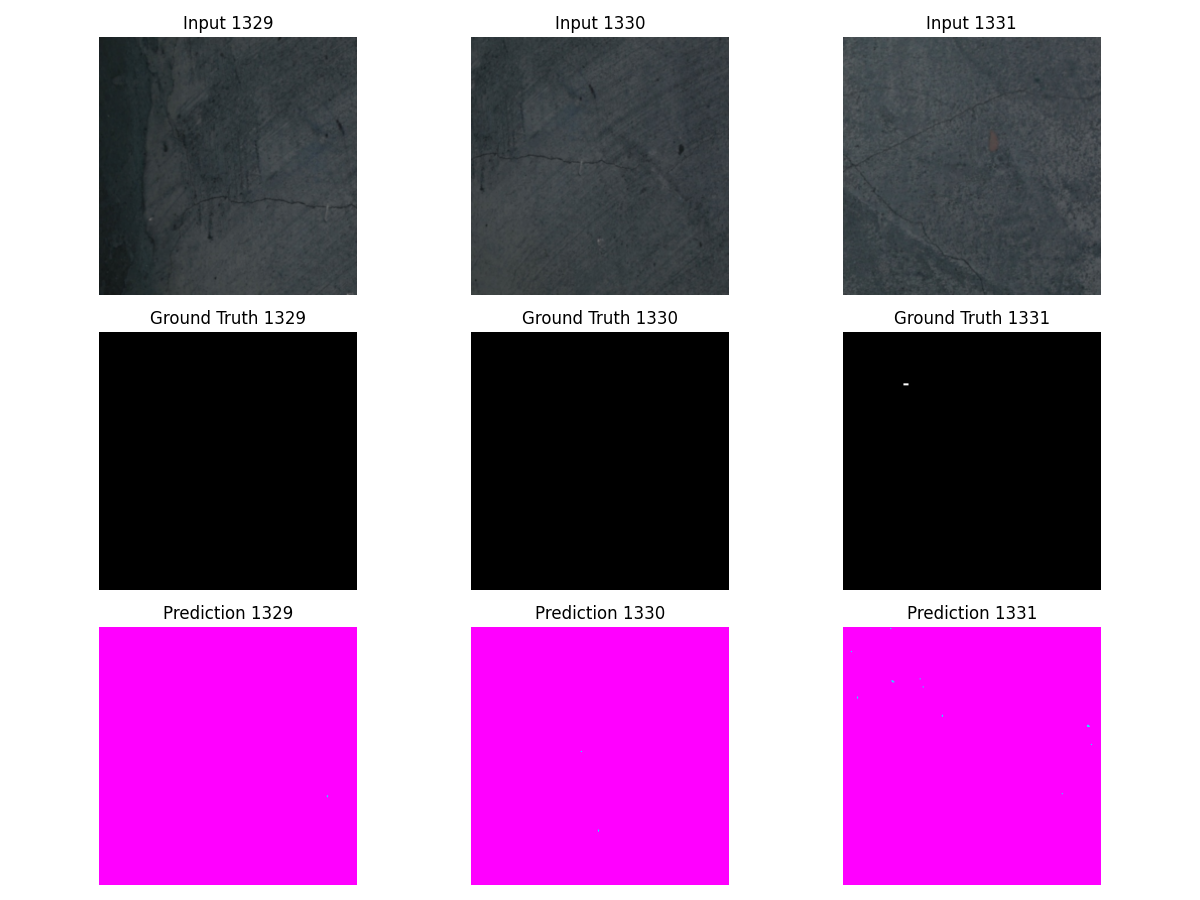 Input 1329
Input 1330
Input 1331
Ground Truth 1329
Ground Truth 1330
Ground Truth 1331
Prediction 1329
Prediction 1330
Prediction 1331